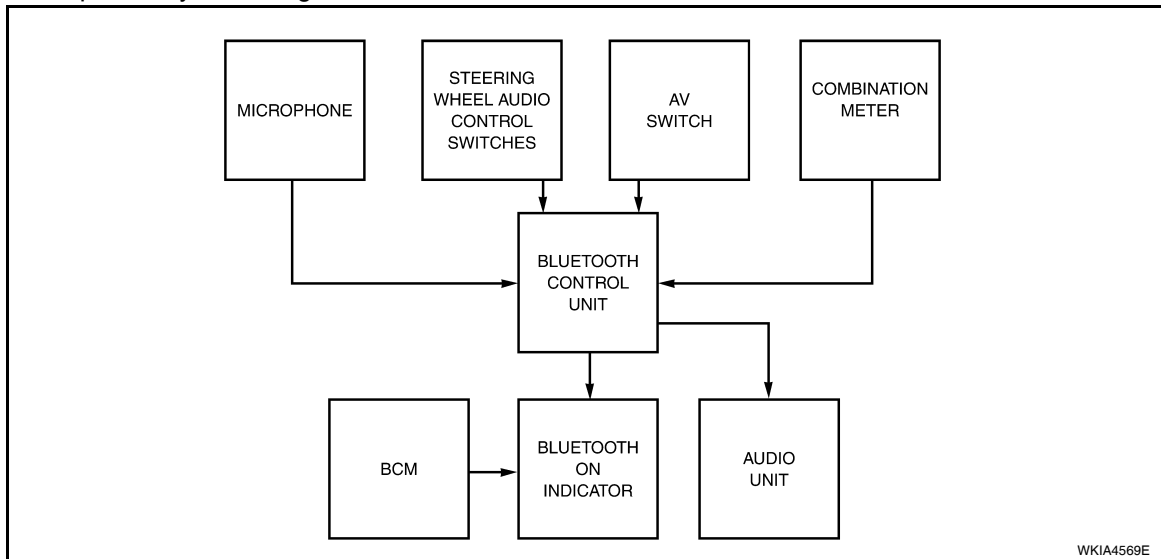 MICROPHONE
STEERING
WHEEL AUDIO
CONTROL
SWITCHES
AV
SWITCH
COMBINATION
METER
BLUETOOTH
CONTROL
UNIT
BCM
BLUETOOTH
ON
INDICATOR
AUDIO
UNIT
WKIA4569E